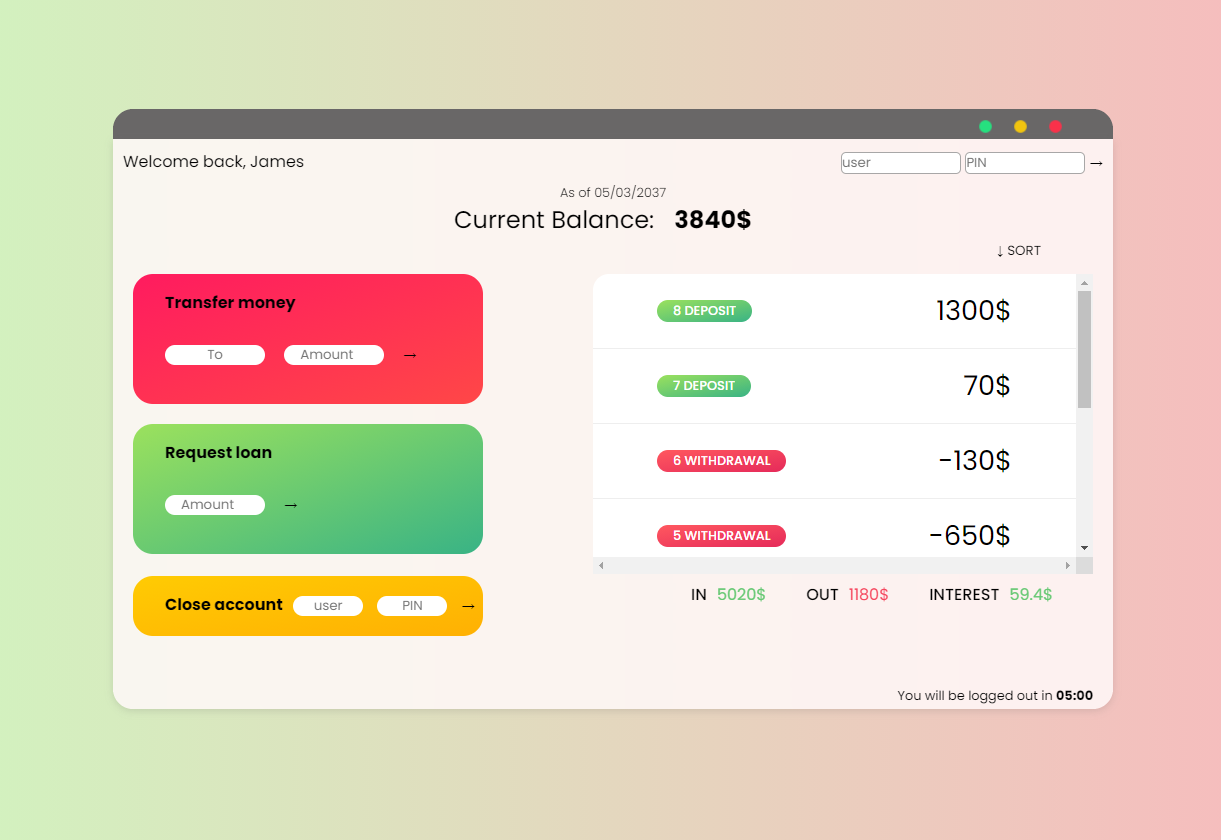 Welcome back, James
user PIN →
As of 05/03/2037
Current Balance: 3840$
↓ SORT
Transfer money
To Amount →
Request loan
Amount →
Close account user PIN →
8 DEPOSIT 1300$
7 DEPOSIT 70$
6 WITHDRAWAL -130$
5 WITHDRAWAL -650$
IN 5020$ OUT 1180$ INTEREST 59.4$
You will be logged out in 05:00